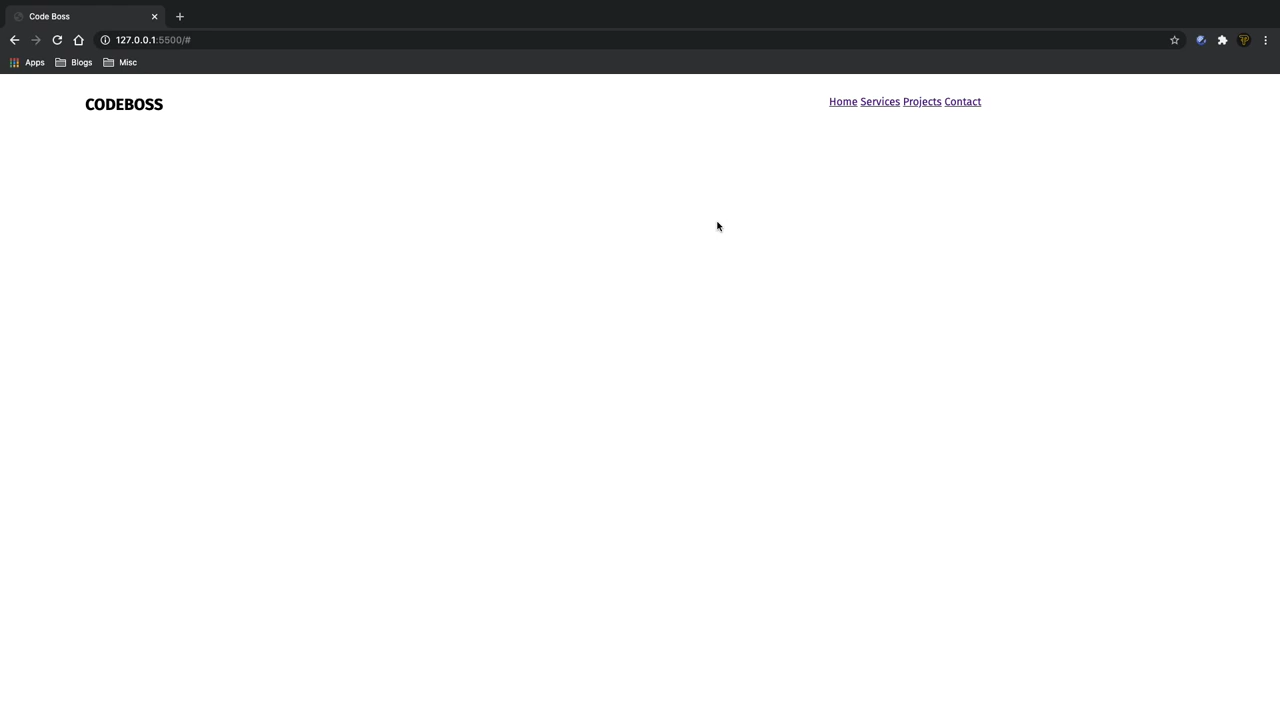 Code Boss
127.0.0.1:5500/#
Apps Blogs Misc
CODEBOSS
Home Services Projects Contact